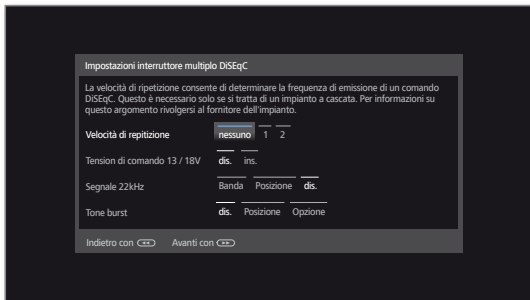 Impostazioni interruttore multiplo DiSEqC
La velocità di ripetizione consente di determinare la frequenza di emissione di un comando
DiSEqC. Questo è necessario solo se si tratta di un impianto a cascata. Per informazioni su
questo argomento rivolgersi al fornitore dell'impianto.
Velocità di repitizione nessuno 1 2
Tension di comando 13 / 18V dis. ins.
Segnale 22kHz Banda Posizione dis.
Tone burst dis. Posizione Opzione
Indietro con Avanti con